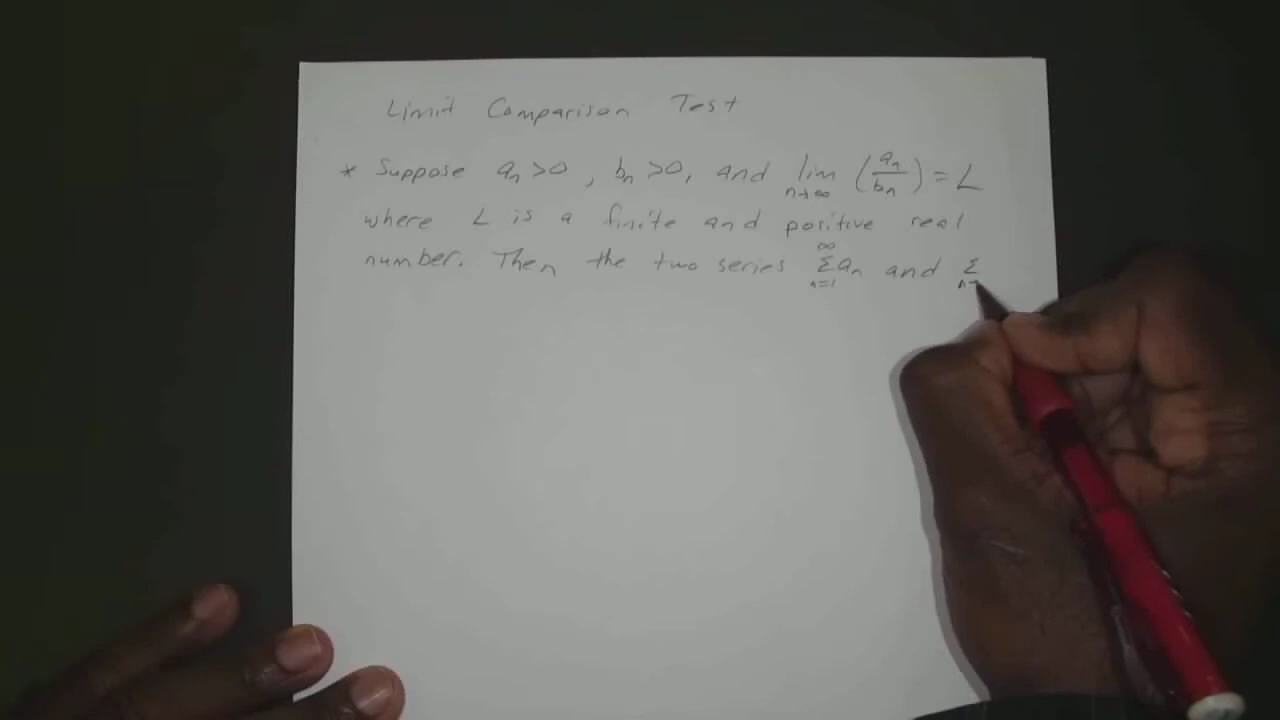 Limit Comparison Test
* Suppose aₙ>0, bₙ>0, and lim n→∞ (aₙ/bₙ) = L
where L is a finite and positive real
number. Then the two series ∞ Σ n=1 aₙ and Σ n=